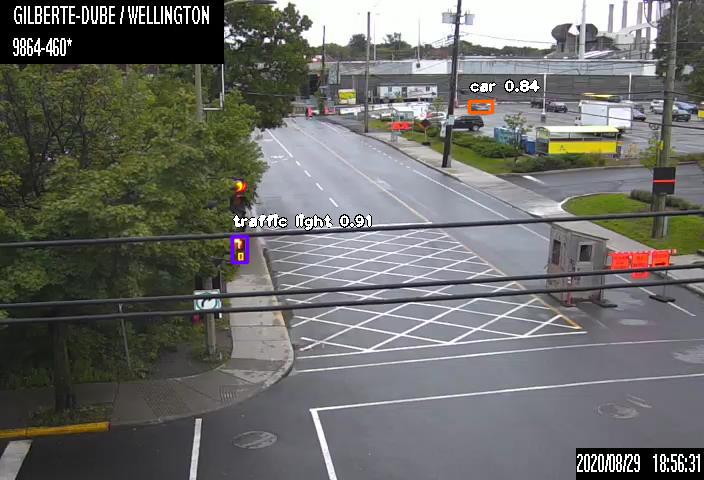 GILBERTE-DUBE / WELLINGTON
9864-460*
car 0.84
traffic light 0.91
2020/08/29 18:56:31